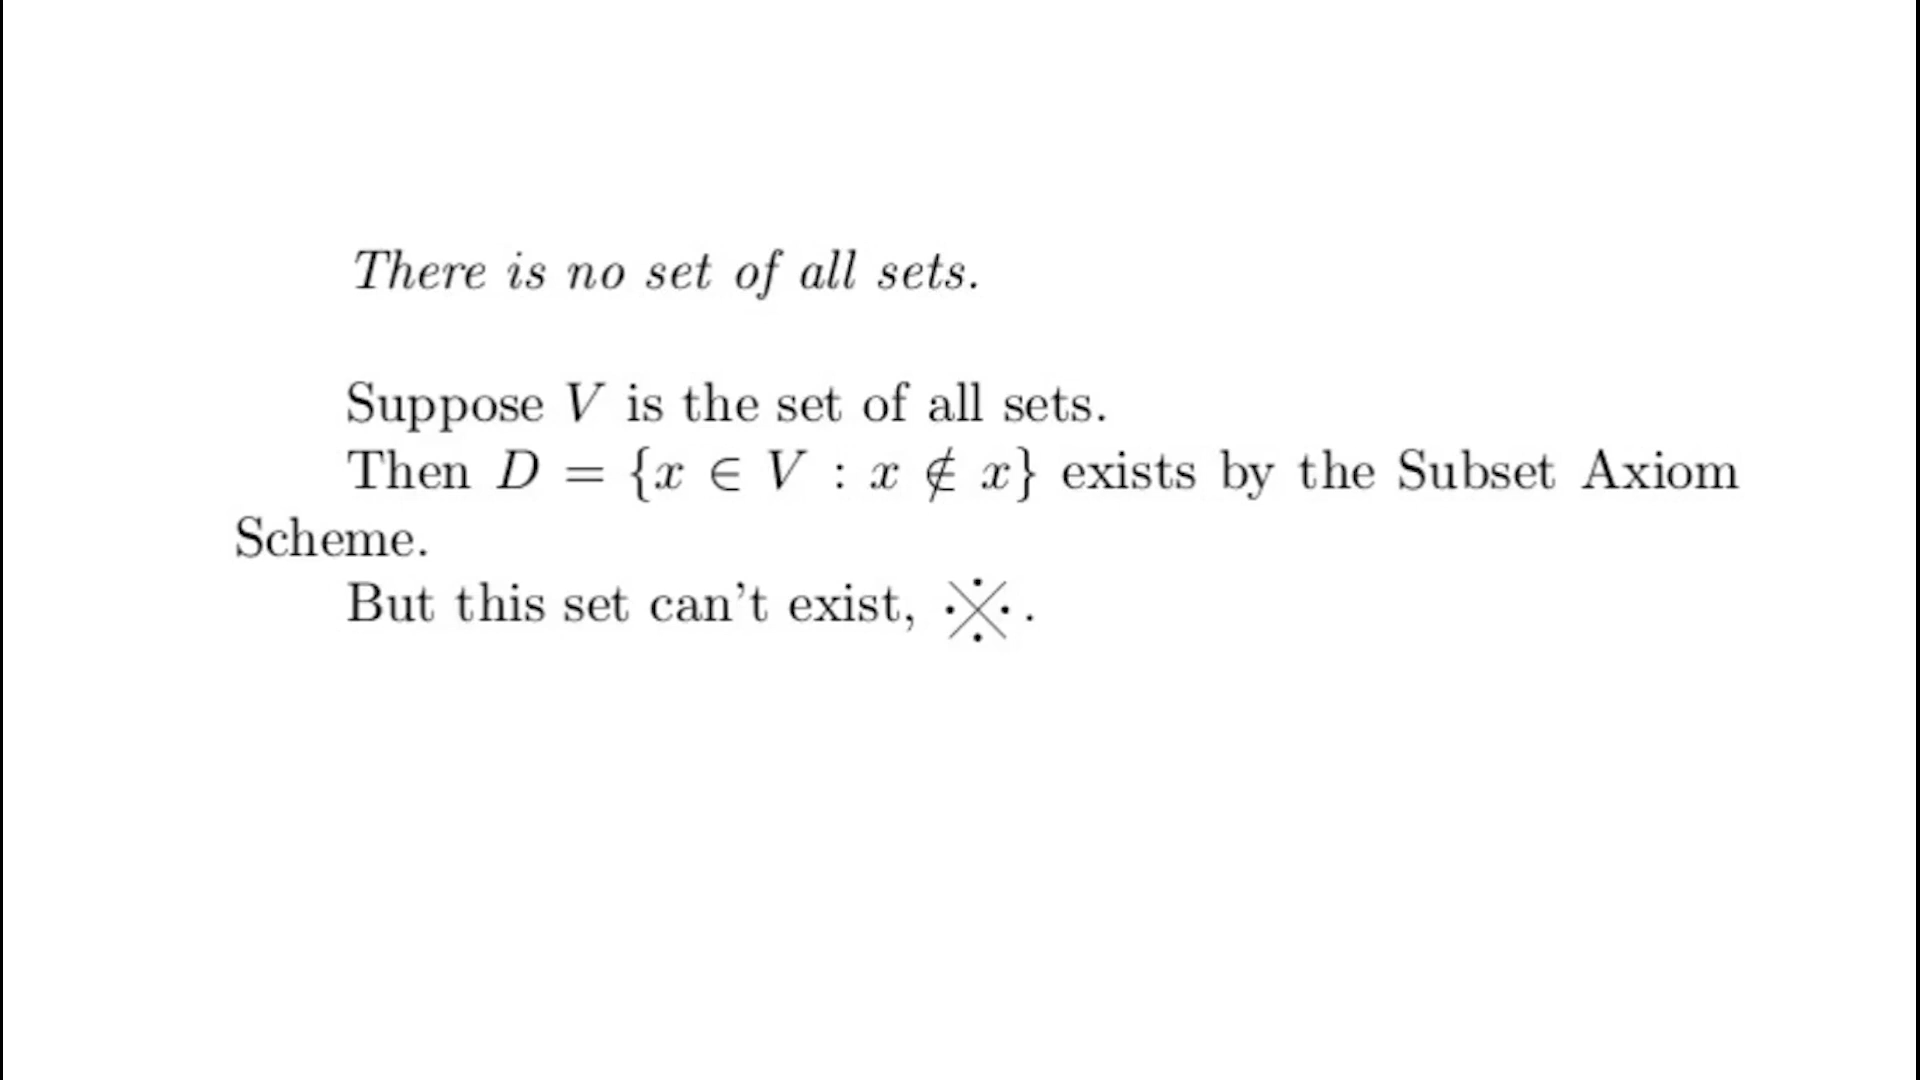 There is no set of all sets.
Suppose V is the set of all sets.
Then D = {x ∈ V : x ∉ x} exists by the Subset Axiom
Scheme.
But this set can't exist, ※.